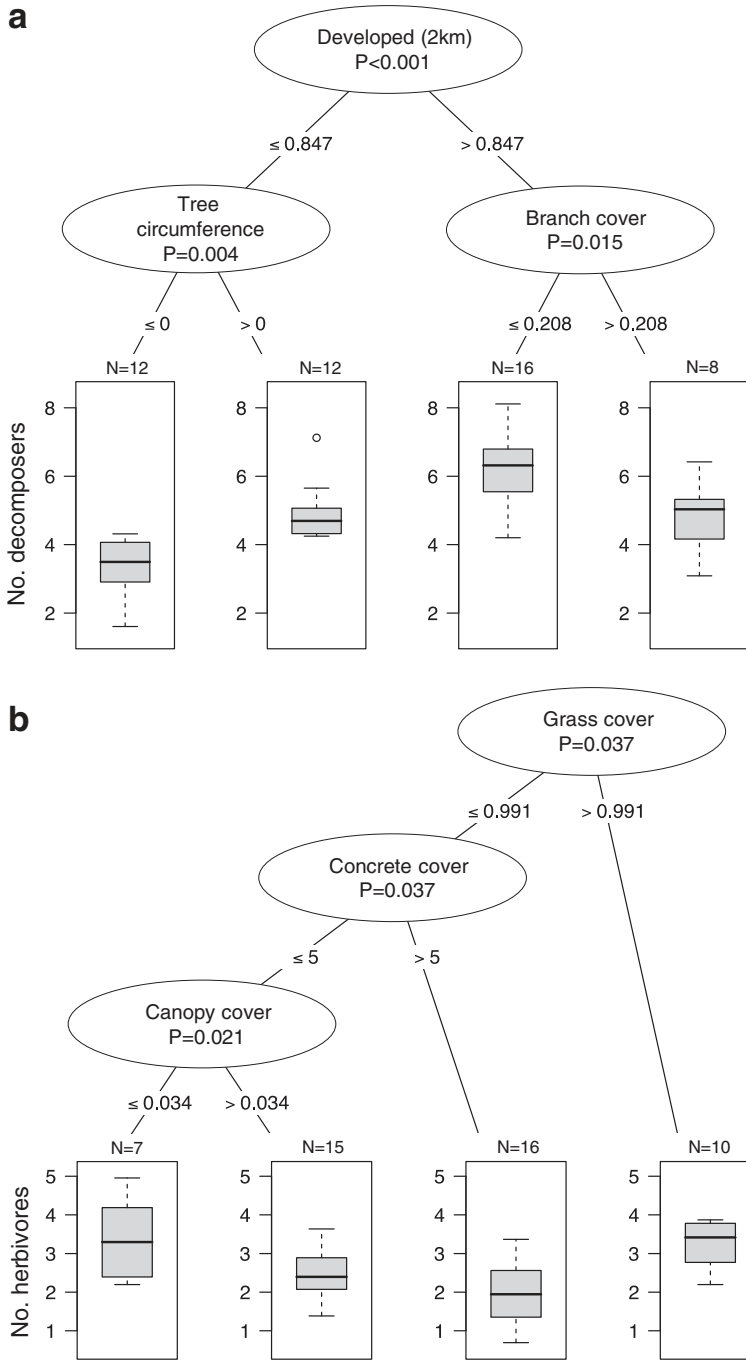 a
Developed (2km)
P<0.001
≤ 0.847
> 0.847
Tree
circumference
P=0.004
Branch cover
P=0.015
≤ 0
> 0
≤ 0.208
> 0.208
N=12
N=12
N=16
N=8
No. decomposers
8
6
4
2
8
6
4
2
8
6
4
2
8
6
4
2
b
Grass cover
P=0.037
≤ 0.991
> 0.991
Concrete cover
P=0.037
≤ 5
> 5
Canopy cover
P=0.021
≤ 0.034
> 0.034
N=7
N=15
N=16
N=10
No. herbivores
5
4
3
2
1
5
4
3
2
1
5
4
3
2
1
5
4
3
2
1